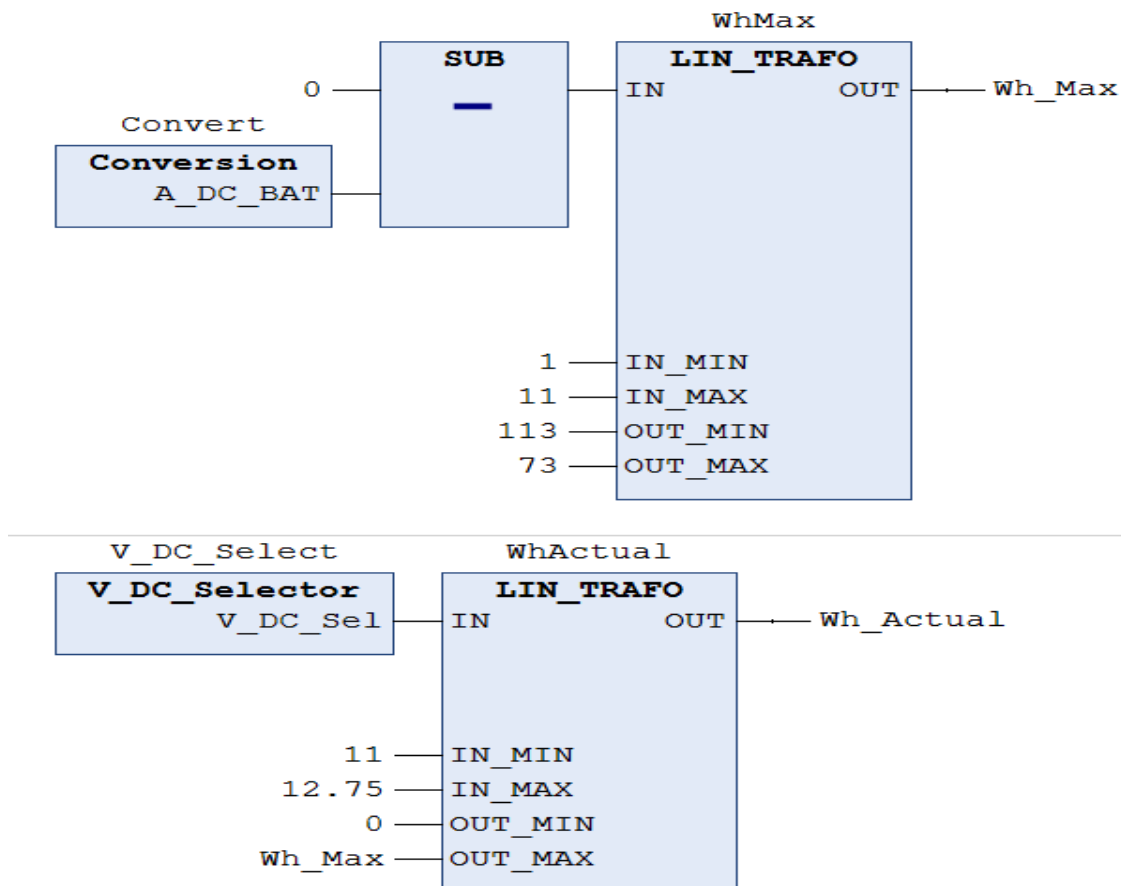 WhMax
SUB
LIN_TRAFO
0
IN
OUT
Wh_Max
Convert
Conversion
A_DC_BAT
1
IN_MIN
11
IN_MAX
113
OUT_MIN
73
OUT_MAX
V_DC_Select
WhActual
V_DC_Selector
LIN_TRAFO
V_DC_Sel
IN
OUT
Wh_Actual
11
IN_MIN
12.75
IN_MAX
0
OUT_MIN
Wh_Max
OUT_MAX